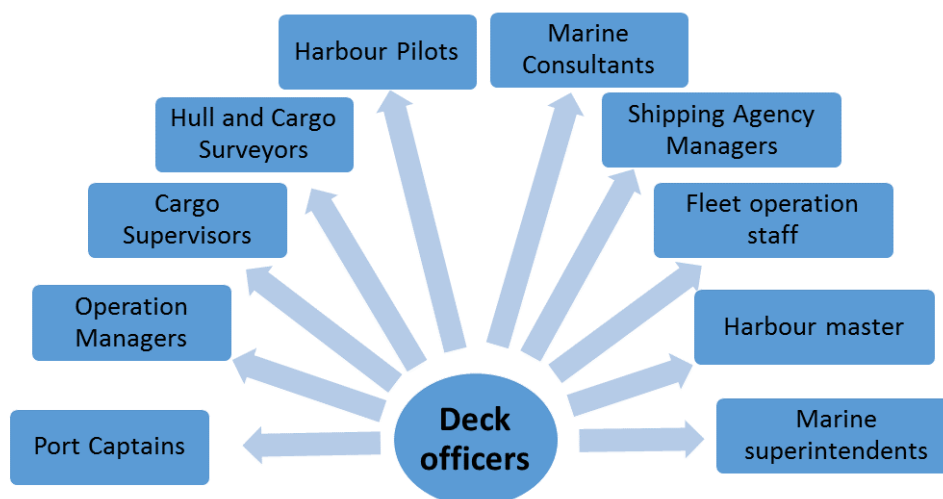 Harbour Pilots
Marine
Consultants
Hull and Cargo
Surveyors
Shipping Agency
Managers
Cargo
Supervisors
Fleet operation
staff
Operation
Managers
Harbour master
Port Captains
Deck
officers
Marine
superintendents